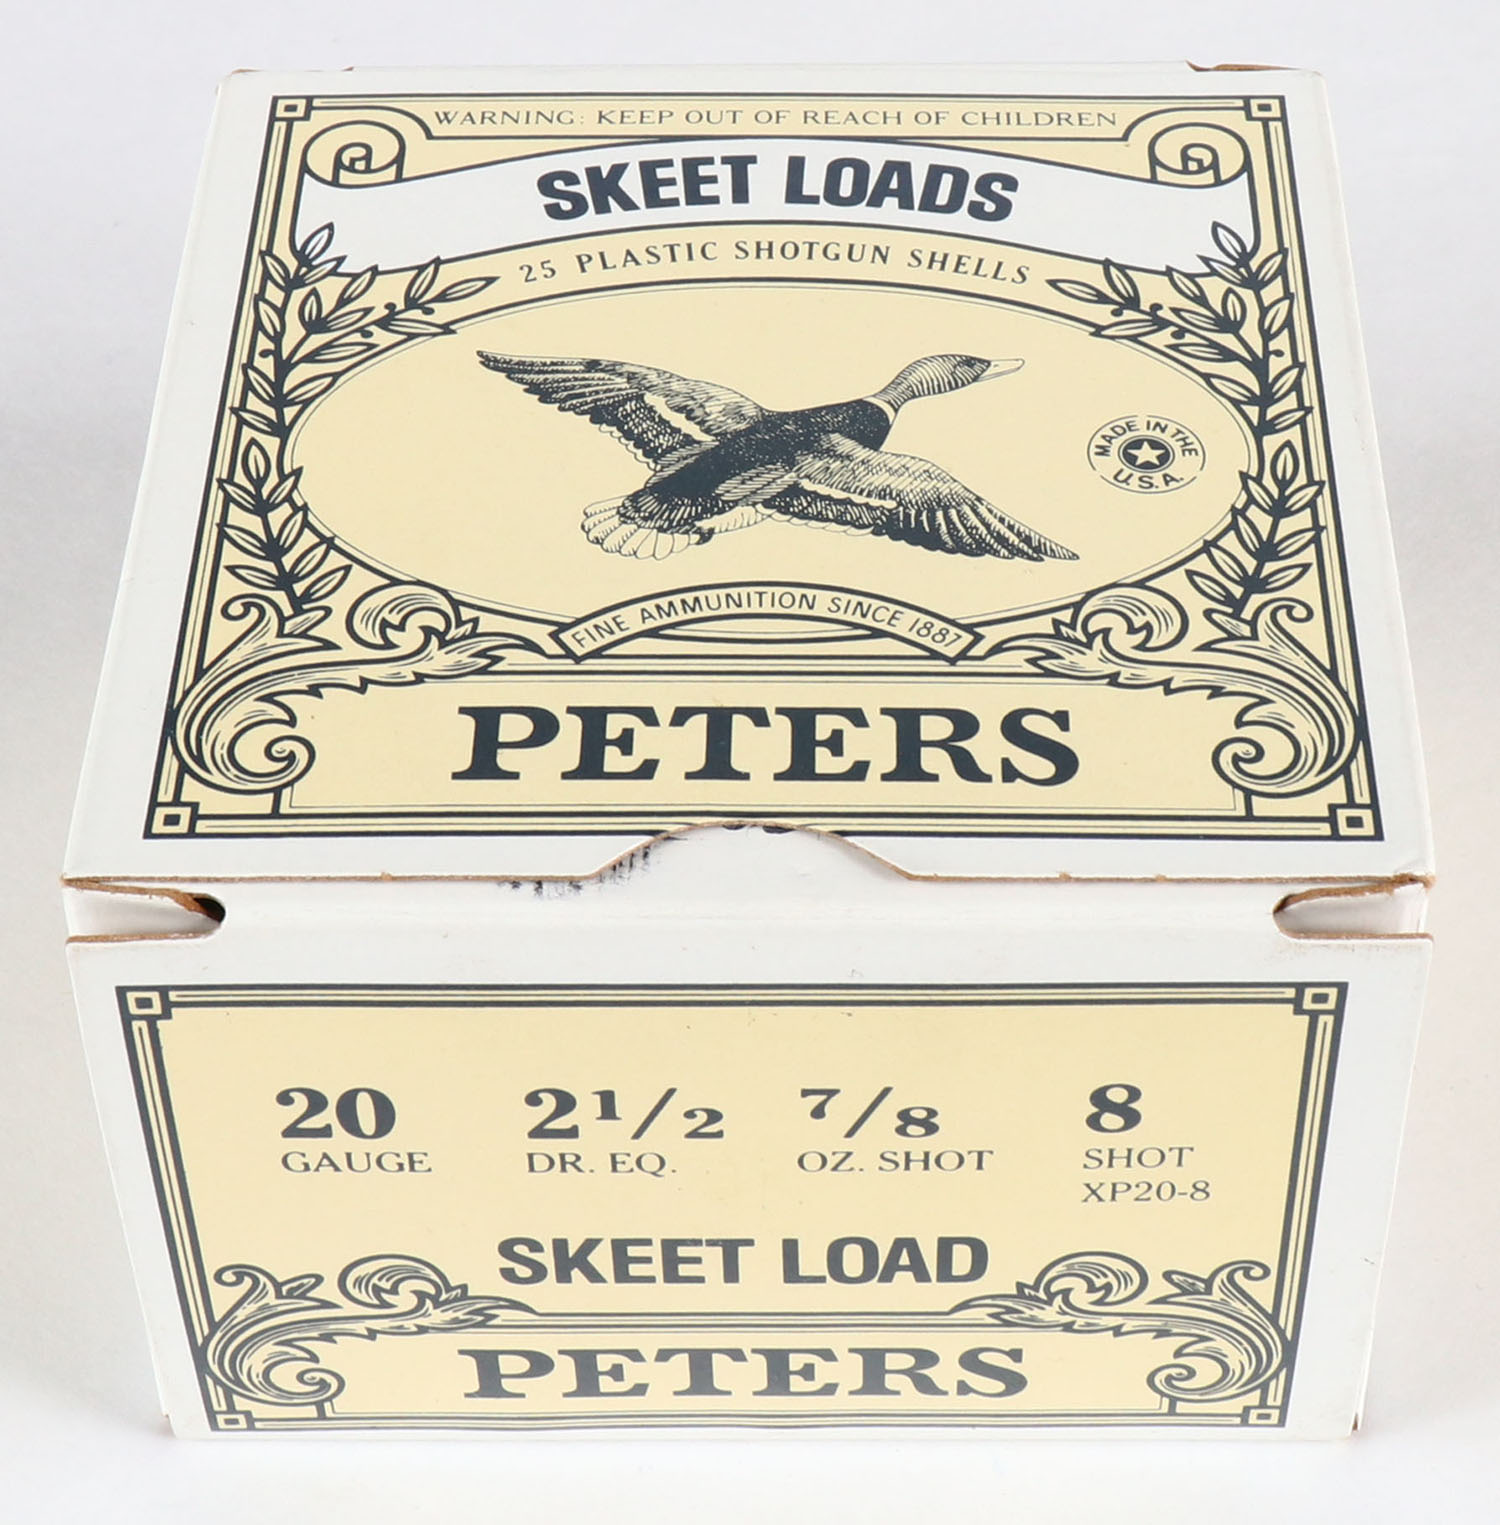 WARNING: KEEP OUT OF REACH OF CHILDREN
SKEET LOADS
25 PLASTIC SHOTGUN SHELLS
MADE IN THE
U.S.A.
FINE AMMUNITION SINCE 1887
PETERS
20 2 1/2 7/8 8
GAUGE DR. EQ. OZ. SHOT SHOT
XP20-8
SKEET LOAD
PETERS